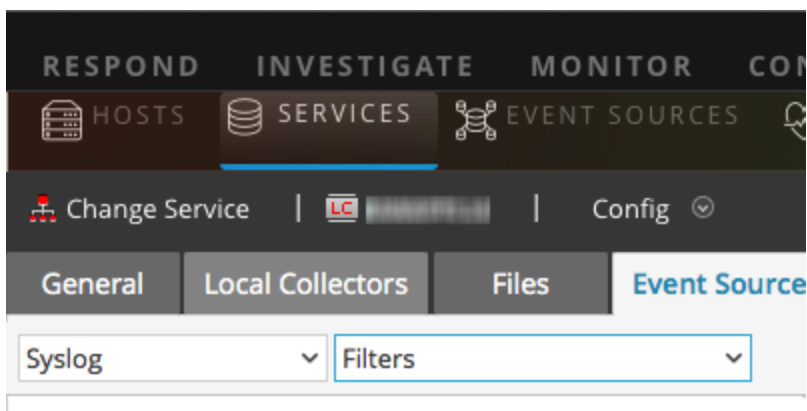 RESPOND INVESTIGATE MONITOR CON
HOSTS SERVICES EVENT SOURCES
Change Service | LC | Config
General Local Collectors Files Event Source
Syslog Filters